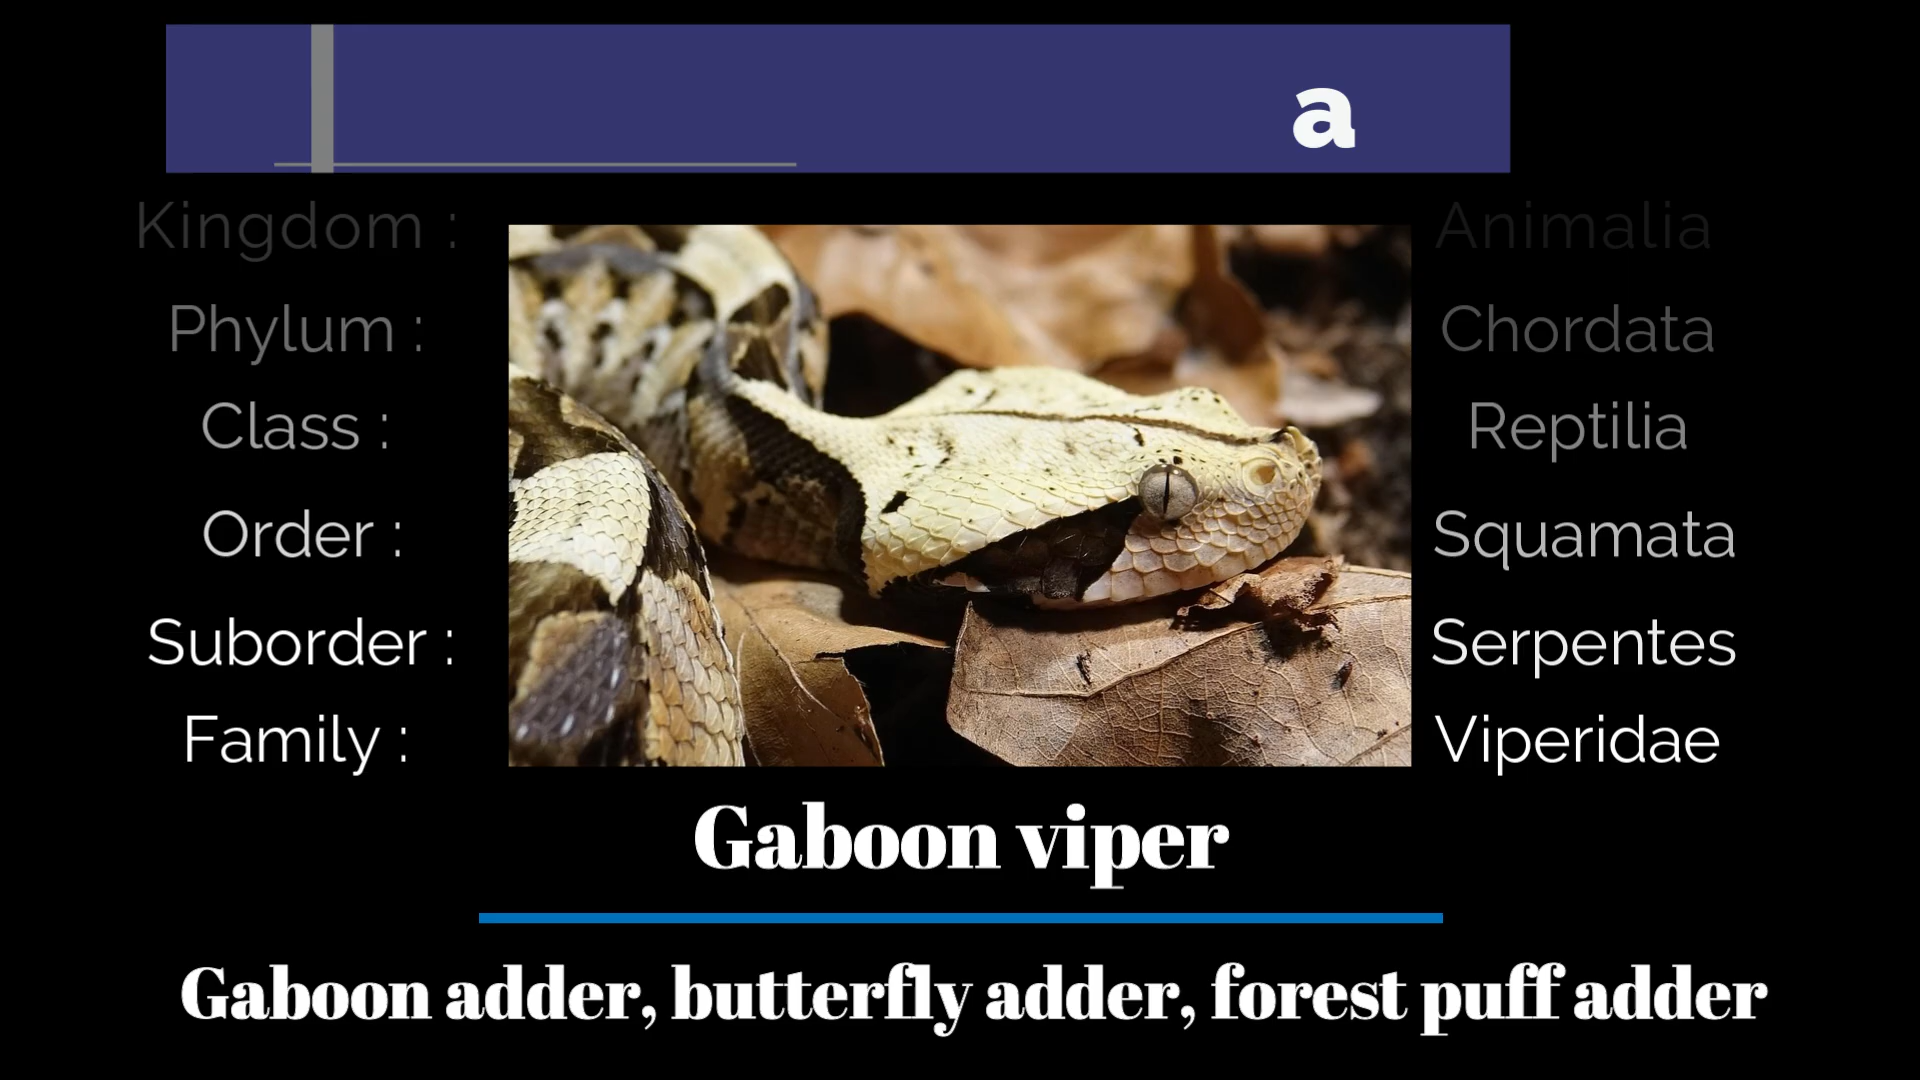 a
Kingdom : Animalia
Phylum : Chordata
Class : Reptilia
Order : Squamata
Suborder : Serpentes
Family : Viperidae
Gaboon viper
Gaboon adder, butterfly adder, forest puff adder